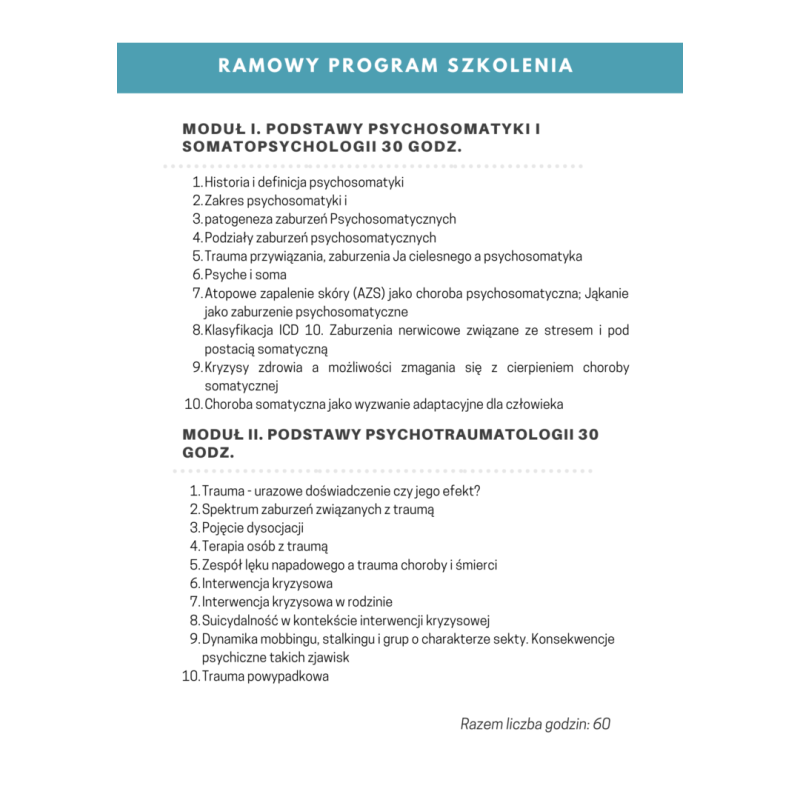 RAMOWY PROGRAM SZKOLENIA
MODUŁ I. PODSTAWY PSYCHOSOMATYKI I
SOMATOPSYCHOLOGII 30 GODZ.
1. Historia i definicja psychosomatyki
2. Zakres psychosomatyki i
3. patogeneza zaburzeń Psychosomatycznych
4. Podziały zaburzeń psychosomatycznych
5. Trauma przywiązania, zaburzenia Ja cielesnego a psychosomatyka
6. Psyche i soma
7. Atopowe zapalenie skóry (AZS) jako choroba psychosomatyczna; Jąkanie
jako zaburzenie psychosomatyczne
8. Klasyfikacja ICD 10. Zaburzenia nerwicowe związane ze stresem i pod
postacią somatyczną
9. Kryzysy zdrowia a możliwości zmagania się z cierpieniem choroby
somatycznej
10. Choroba somatyczna jako wyzwanie adaptacyjne dla człowieka
MODUŁ II. PODSTAWY PSYCHOTRAUMATOLOGII 30
GODZ.
1. Trauma - urazowe doświadczenie czy jego efekt?
2. Spektrum zaburzeń związanych z traumą
3. Pojęcie dysocjacji
4. Terapia osób z traumą
5. Zespół lęku napadowego a trauma choroby i śmierci
6. Interwencja kryzysowa
7. Interwencja kryzysowa w rodzinie
8. Suicydalność w kontekście interwencji kryzysowej
9. Dynamika mobbingu, stalkingu i grup o charakterze sekty. Konsekwencje
psychiczne takich zjawisk
10. Trauma powypadkowa
Razem liczba godzin: 60